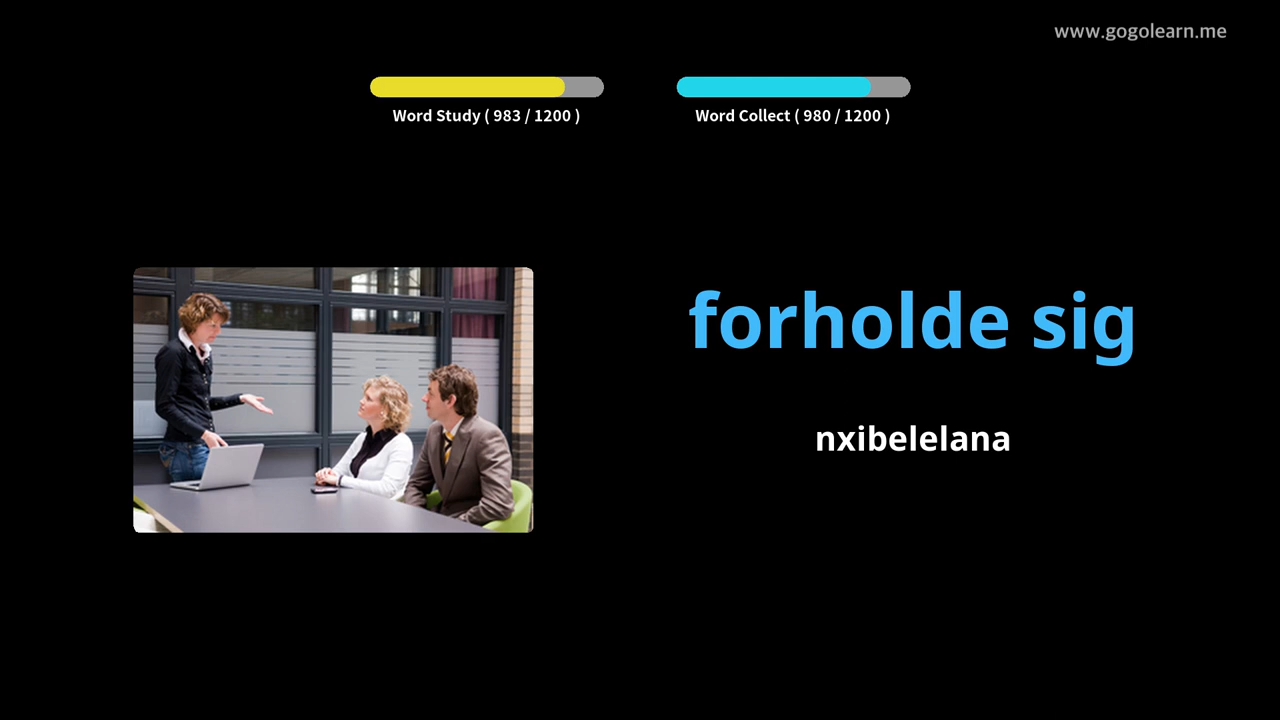 www.gogolearn.me
Word Study ( 983 / 1200 )
Word Collect ( 980 / 1200 )
forholde sig
nxibelelana